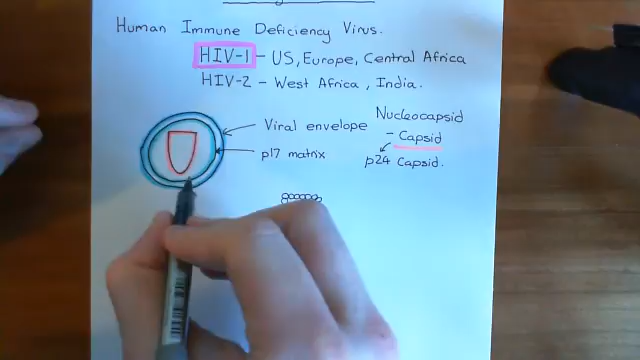 Human Immune Deficiency Virus.
HIV-1 - US, Europe, Central Africa
HIV-2 - West Africa, India.
Nucleocapsid
- Capsid
p24 Capsid.
Viral envelope
p17 matrix